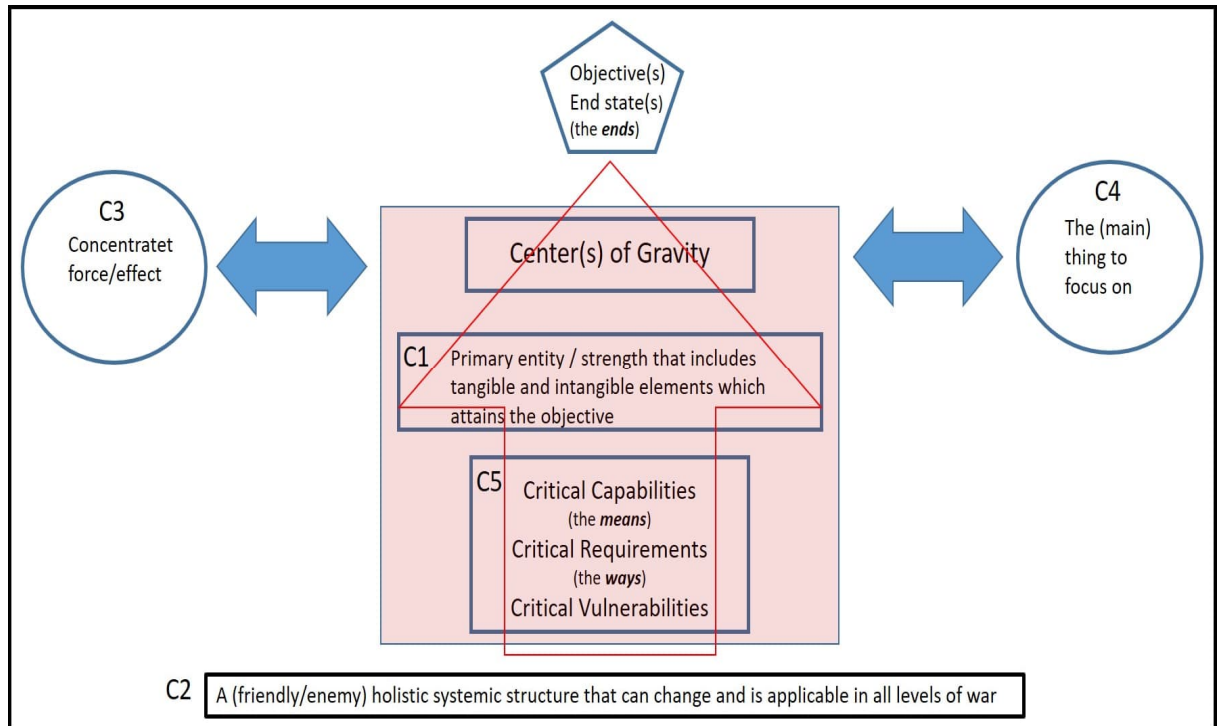 Objective(s)
End state(s)
(the ends)
C3
Concentratet
force/effect
Center(s) of Gravity
C4
The (main)
thing to
focus on
C1
Primary entity / strength that includes
tangible and intangible elements which
attains the objective
C5
Critical Capabilities
(the means)
Critical Requirements
(the ways)
Critical Vulnerabilities
C2
A (friendly/enemy) holistic systemic structure that can change and is applicable in all levels of war